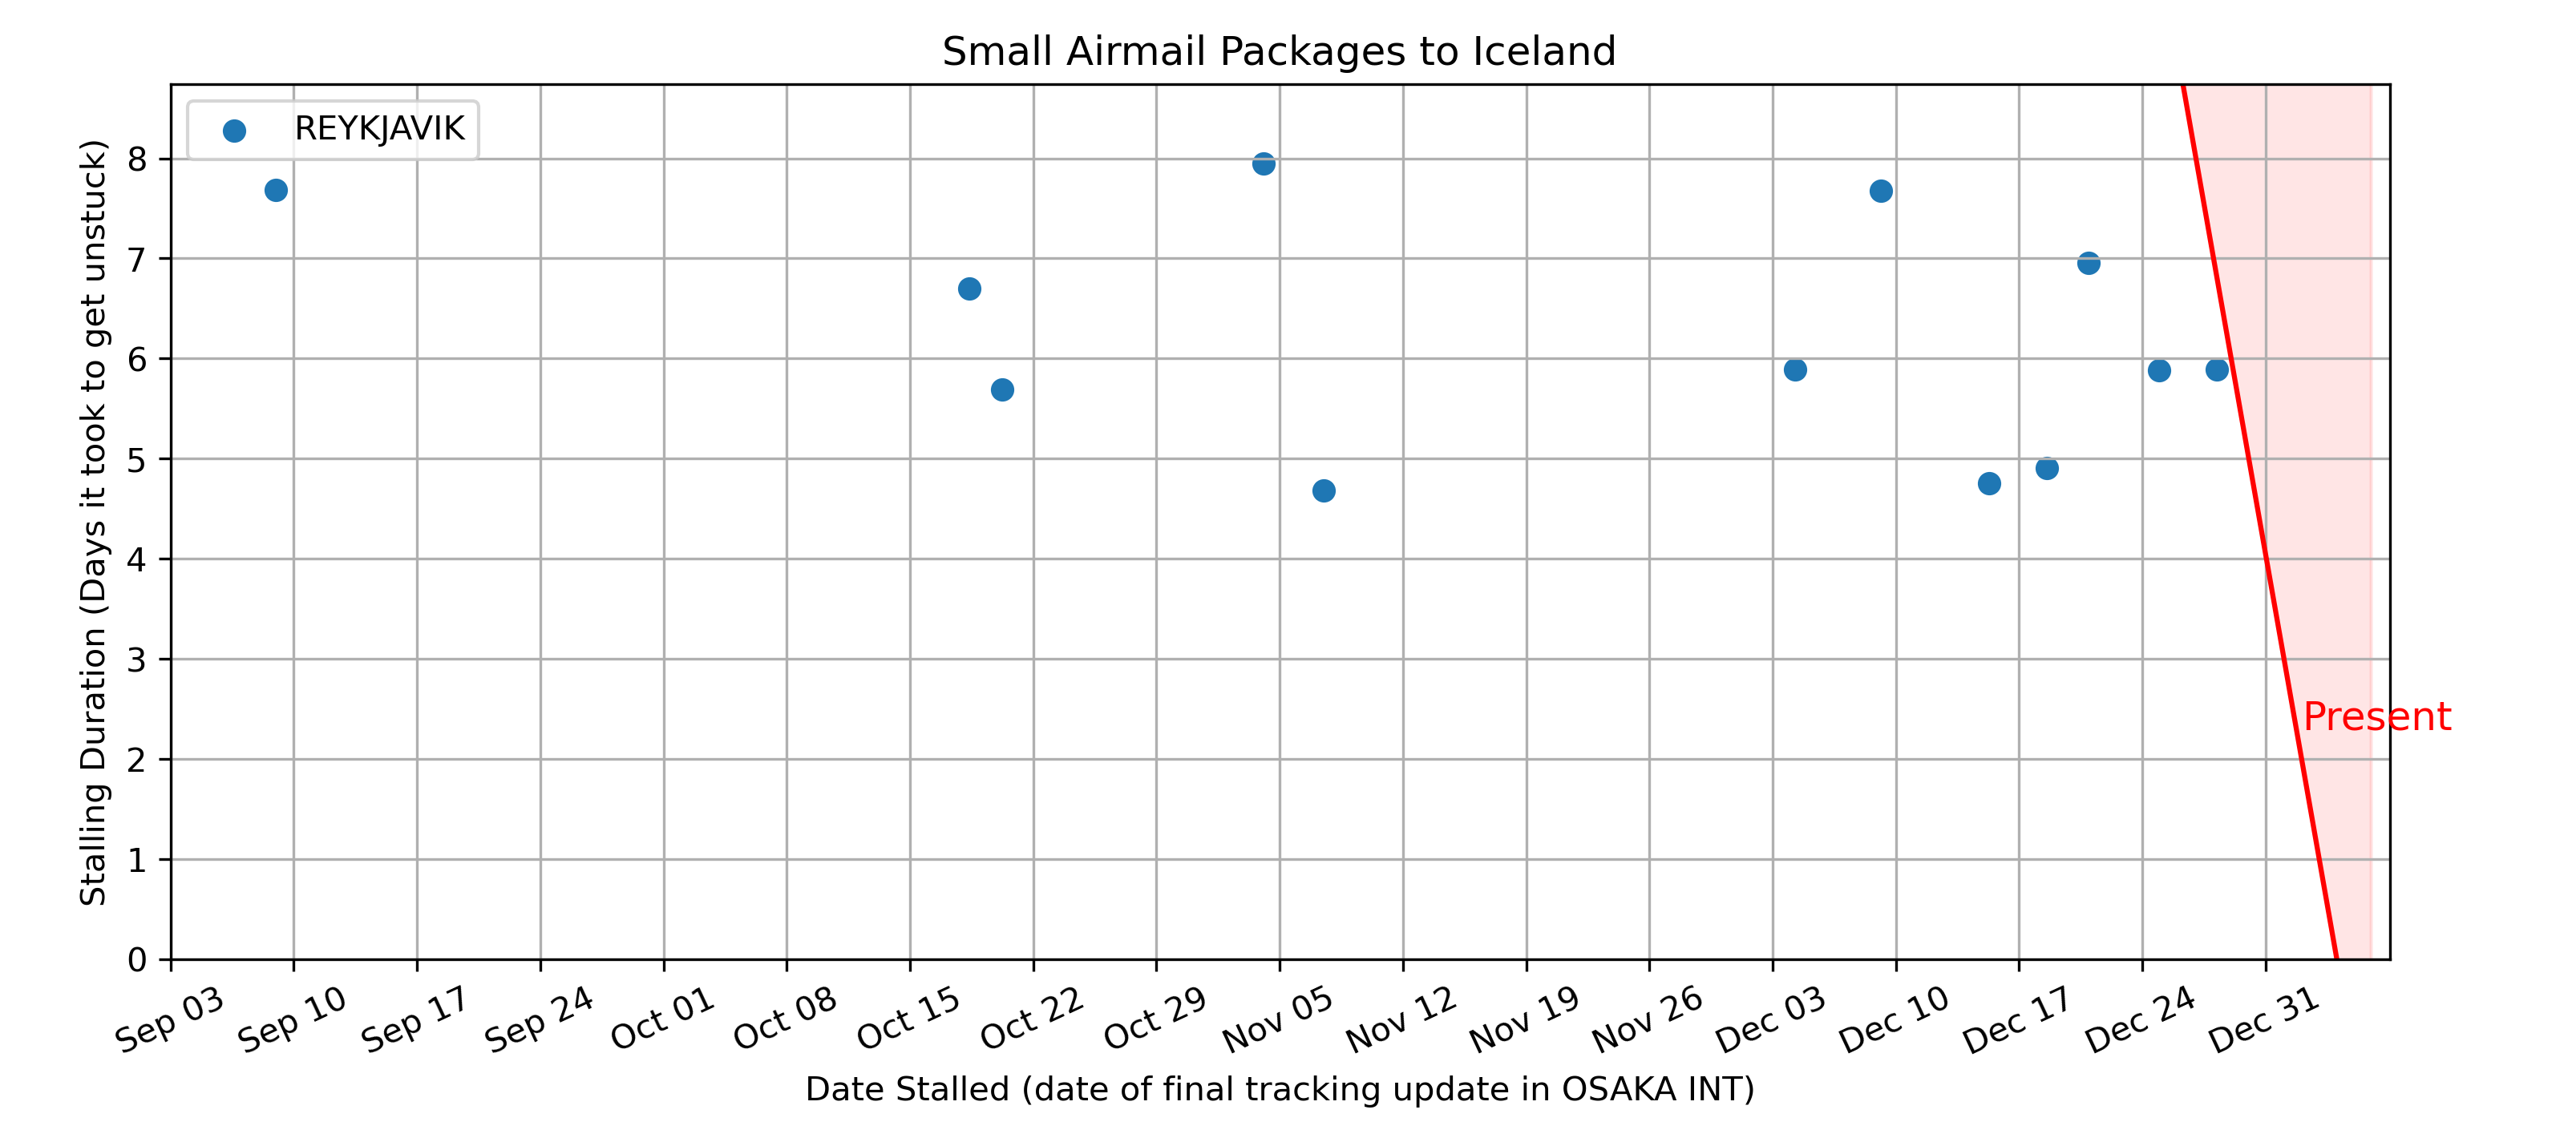 Small Airmail Packages to Iceland
REYKJAVIK
Stalling Duration (Days it took to get unstuck)
8
7
6
5
4
3
2
1
0
Present
Sep 03
Sep 10
Sep 17
Sep 24
Oct 01
Oct 08
Oct 15
Oct 22
Oct 29
Nov 05
Nov 12
Nov 19
Nov 26
Dec 03
Dec 10
Dec 17
Dec 24
Dec 31
Date Stalled (date of final tracking update in OSAKA INT)